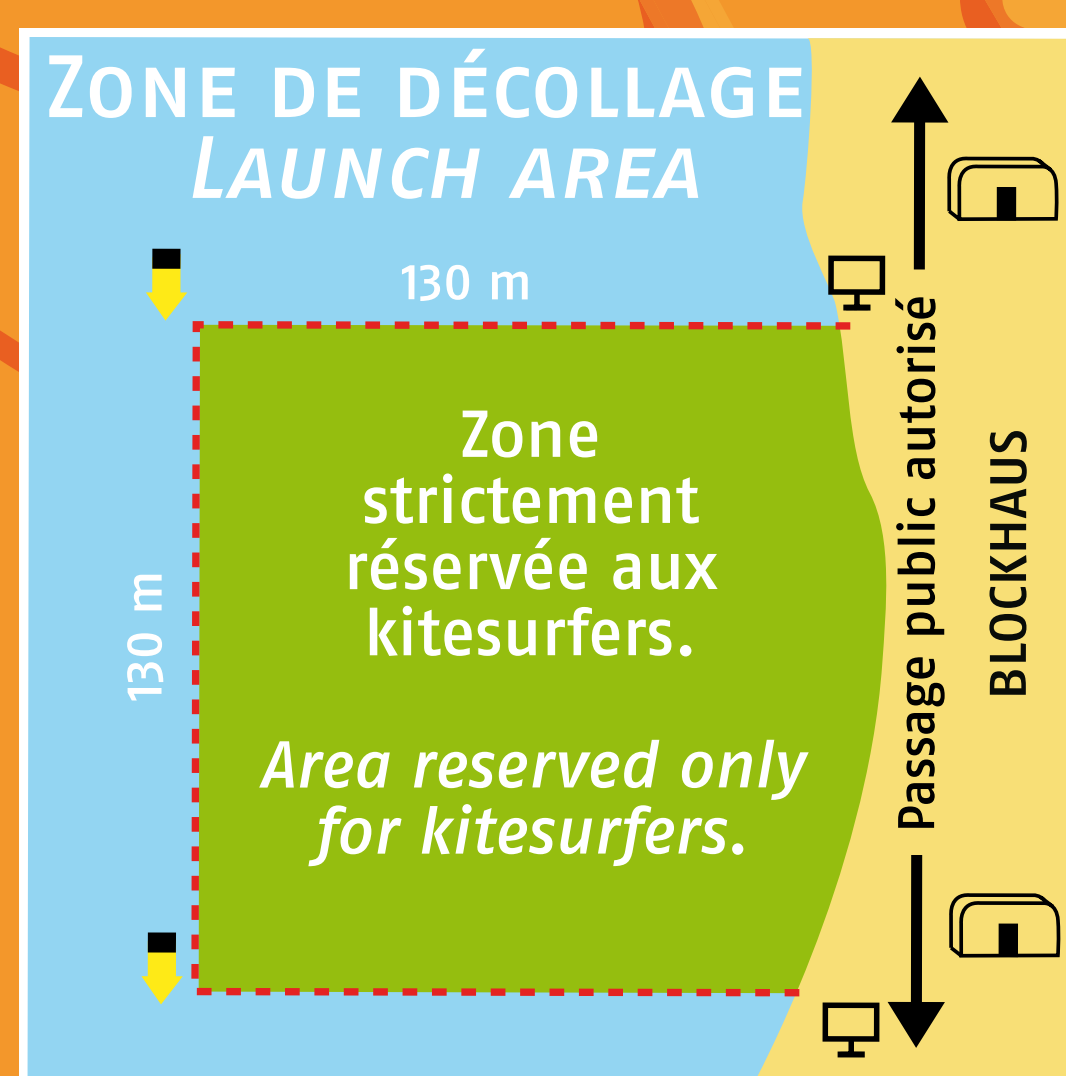 ZONE DE DÉCOLLAGE
LAUNCH AREA
130 m
130 m
Zone
strictement
réservée aux
kitesurfers.
Area reserved only
for kitesurfers.
Passage public autorisé
BLOCKHAUS